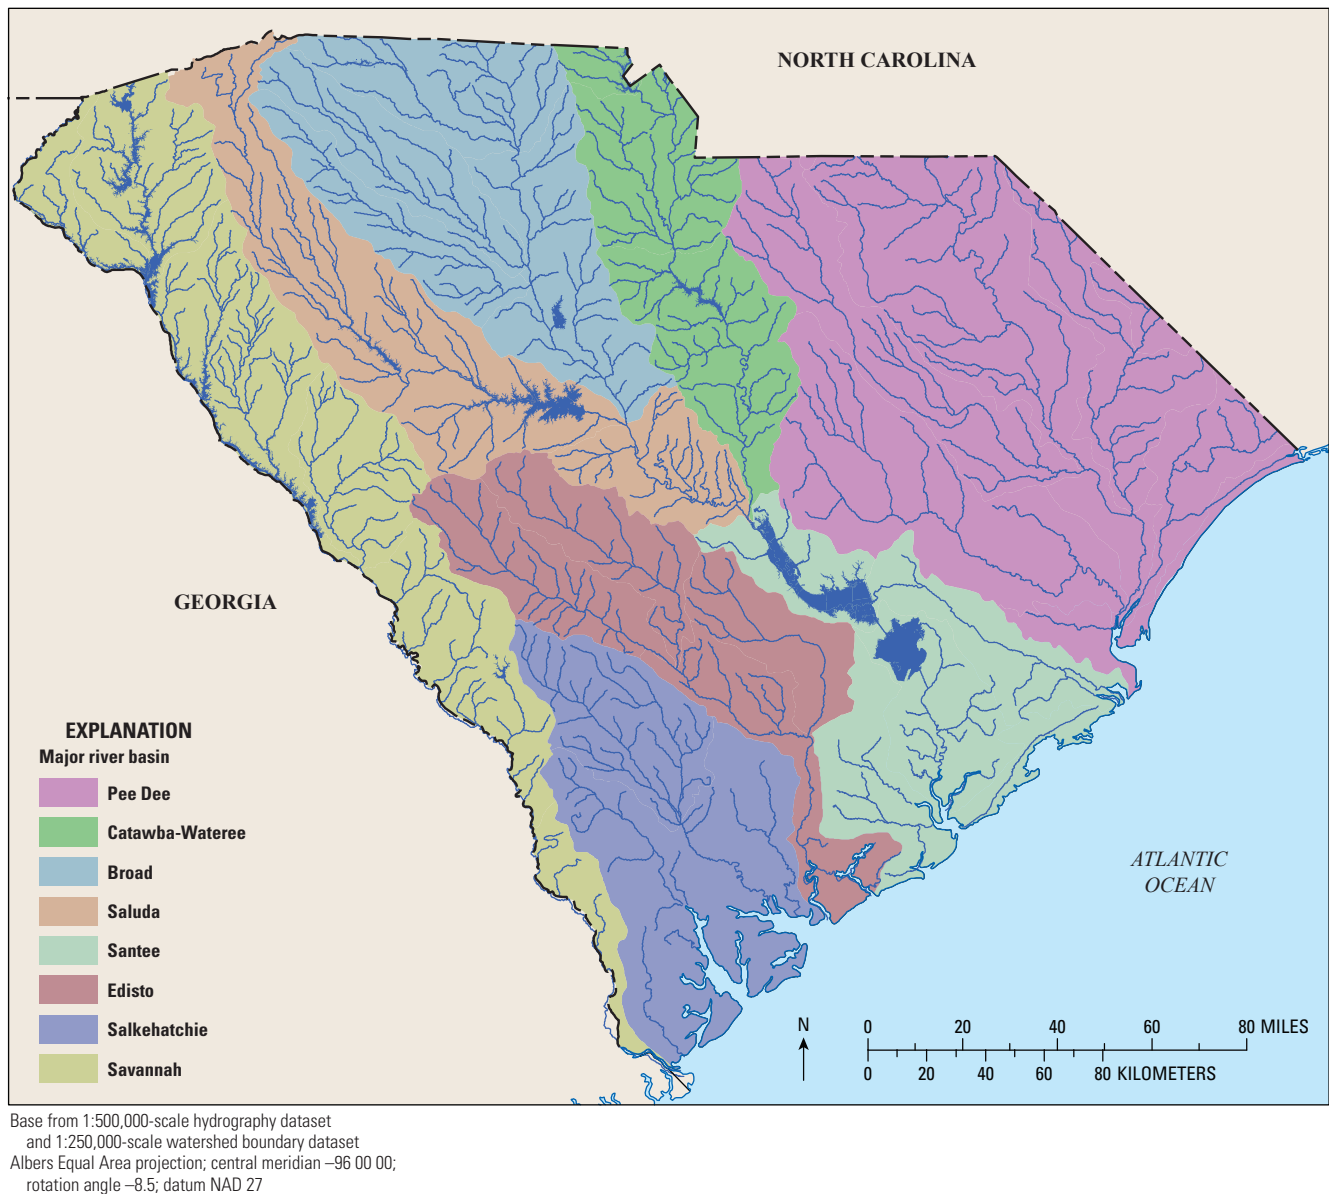 NORTH CAROLINA
GEORGIA
ATLANTIC
OCEAN
EXPLANATION
Major river basin
Pee Dee
Catawba-Wateree
Broad
Saluda
Santee
Edisto
Salkehatchie
Savannah
N
0 20 40 60 80 MILES
0 20 40 60 80 KILOMETERS
Base from 1:500,000-scale hydrography dataset
and 1:250,000-scale watershed boundary dataset
Albers Equal Area projection; central meridian –96 00 00;
rotation angle –8.5; datum NAD 27